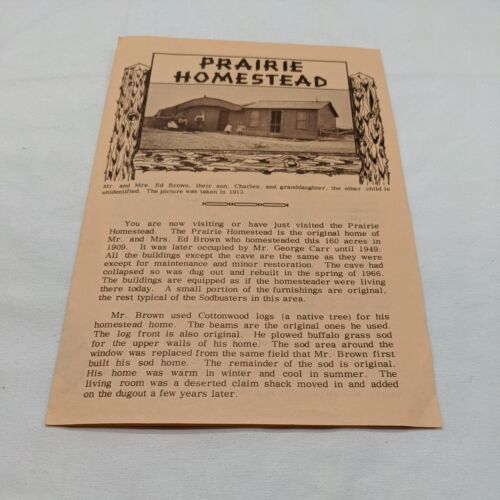 PRAIRIE
HOMESTEAD
Mr. and Mrs. Ed Brown, their son, Charles, and granddaughter, the other child is
unidentified. The picture was taken in 1913.
You are now visiting or have just visited the Prairie
Homestead. The Prairie Homestead is the original home of
Mr. and Mrs. Ed Brown who homesteaded this 160 acres in
1909. It was later occupied by Mr. George Carr until 1949.
All the buildings except the cave are the same as they were
except for maintenance and minor restoration. The cave had
collapsed so was dug out and rebuilt in the spring of 1966.
The buildings are equipped as if the homesteader were living
there today. A small portion of the furnishings are original,
the rest typical of the Sodbusters in this area.
Mr. Brown used Cottonwood logs (a native tree) for his
homestead home. The beams are the original ones he used.
The log front is also original. He plowed buffalo grass sod
for the upper walls of his home. The sod area around the
window was replaced from the same field that Mr. Brown first
built his sod home. The remainder of the sod is original.
His home was warm in winter and cool in summer. The
living room was a deserted claim shack moved in and added
on the dugout a few years later.